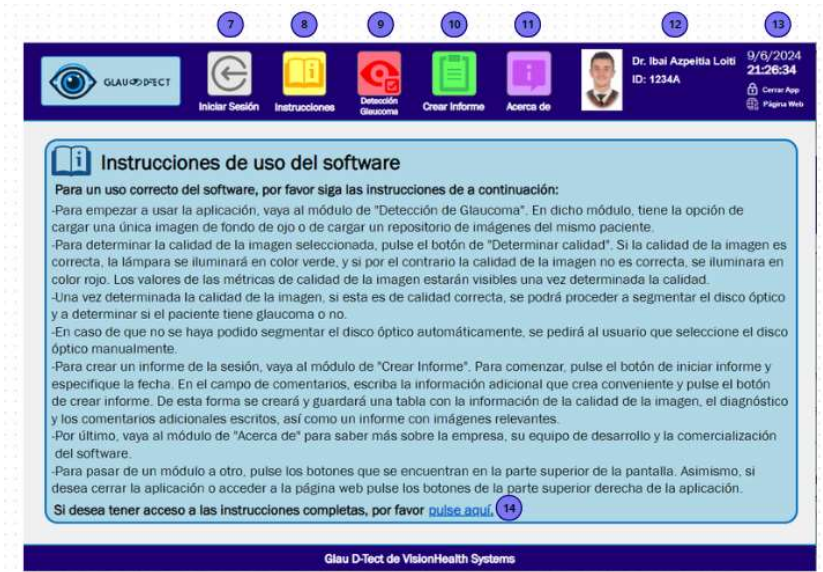 7 8 9 10 11 12 13
GLAU D-TECT
Iniciar Sesión
Instrucciones
Detección
Glaucoma
Crear Informe
Acerca de
Dr. Ibai Azpeitia Loiti
ID: 1234A
9/6/2024
21:26:34
Cerrar App
Página Web
Instrucciones de uso del software
Para un uso correcto del software, por favor siga las instrucciones de a continuación:
-Para empezar a usar la aplicación, vaya al módulo de "Detección de Glaucoma". En dicho módulo, tiene la opción de
cargar una única imagen de fondo de ojo o de cargar un repositorio de imágenes del mismo paciente.
-Para determinar la calidad de la imagen seleccionada, pulse el botón de "Determinar calidad". Si la calidad de la imagen es
correcta, la lámpara se iluminará en color verde, y si por el contrario la calidad de la imagen no es correcta, se iluminara en
color rojo. Los valores de las métricas de calidad de la imagen estarán visibles una vez determinada la calidad.
-Una vez determinada la calidad de la imagen, si esta es de calidad correcta, se podrá proceder a segmentar el disco óptico
y a determinar si el paciente tiene glaucoma o no.
-En caso de que no se haya podido segmentar el disco óptico automáticamente, se pedirá al usuario que seleccione el disco
óptico manualmente.
-Para crear un informe de la sesión, vaya al módulo de "Crear Informe". Para comenzar, pulse el botón de iniciar informe y
especifique la fecha. En el campo de comentarios, escriba la información adicional que crea conveniente y pulse el botón
de crear informe. De esta forma se creará y guardará una tabla con la información de la calidad de la imagen, el diagnóstico
y los comentarios adicionales escritos, así como un informe con imágenes relevantes.
-Por último, vaya al módulo de "Acerca de" para saber más sobre la empresa, su equipo de desarrollo y la comercialización
del software.
-Para pasar de un módulo a otro, pulse los botones que se encuentran en la parte superior de la pantalla. Asimismo, si
desea cerrar la aplicación o acceder a la página web pulse los botones de la parte superior derecha de la aplicación.
Si desea tener acceso a las instrucciones completas, por favor pulse aquí. 14
Glau D-Tect de VisionHealth Systems